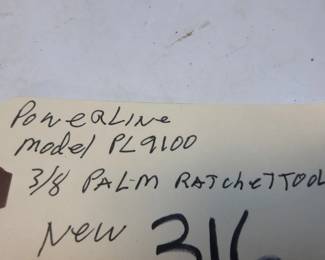 PoweRLine
model PL9100
3/8 PALM RATCHET TOOL
New 316